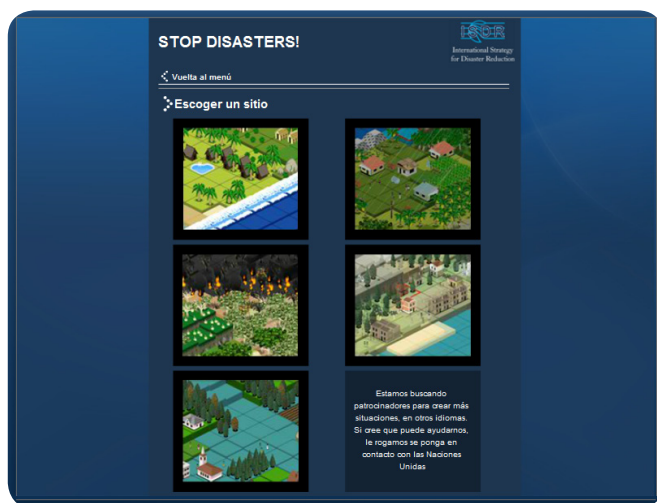 STOP DISASTERS!
ISDR
International Strategy
for Disaster Reduction
Vuelta al menú
Escoger un sitio
Estamos buscando
patrocinadores para crear más
situaciones, en otros idiomas.
Si cree que puede ayudarnos,
le rogamos se ponga en
contacto con las Naciones
Unidas